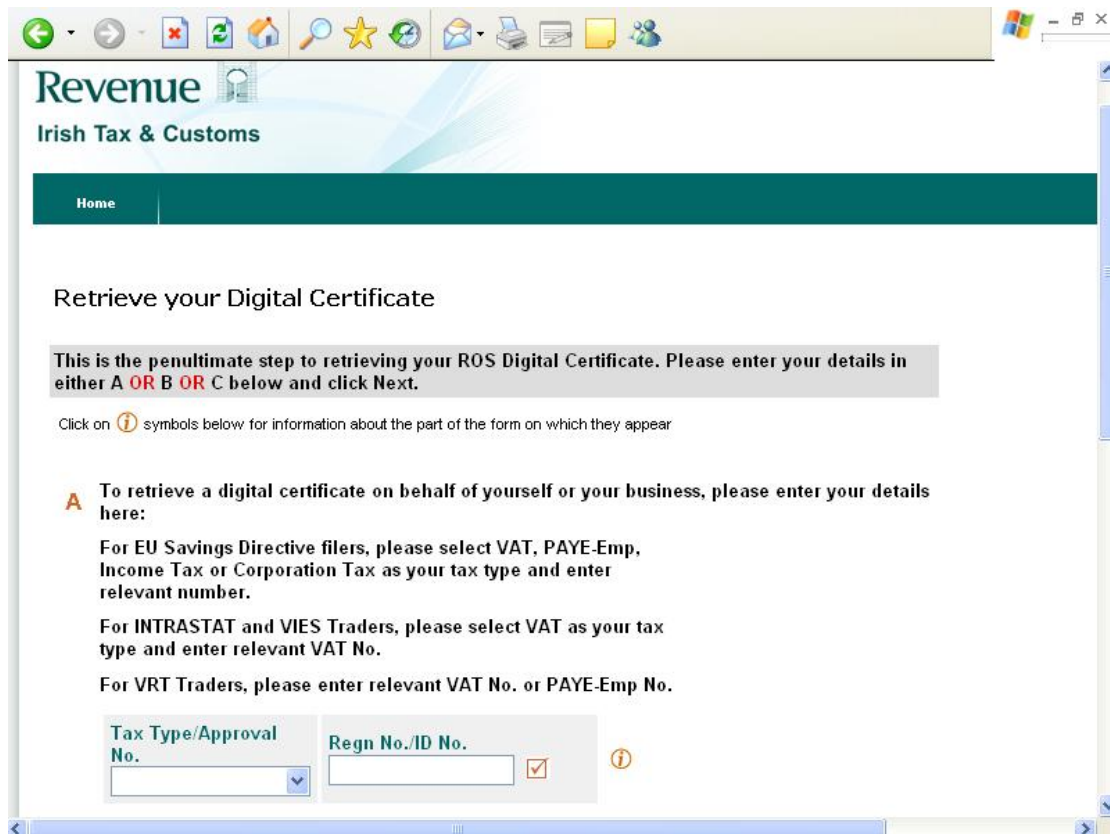 Revenue
Irish Tax & Customs
Home
Retrieve your Digital Certificate
This is the penultimate step to retrieving your ROS Digital Certificate. Please enter your details in
either A OR B OR C below and click Next.
Click on i symbols below for information about the part of the form on which they appear
A
To retrieve a digital certificate on behalf of yourself or your business, please enter your details
here:
For EU Savings Directive filers, please select VAT, PAYE-Emp,
Income Tax or Corporation Tax as your tax type and enter
relevant number.
For INTRASTAT and VIES Traders, please select VAT as your tax
type and enter relevant VAT No.
For VRT Traders, please enter relevant VAT No. or PAYE-Emp No.
Tax Type/Approval
No.
Regn No./ID No.
i